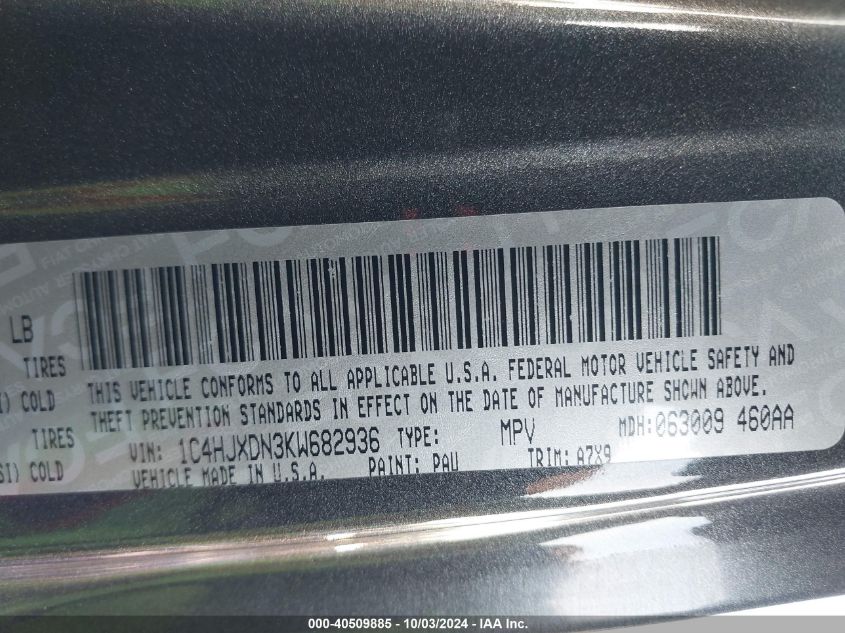 LB
TIRES
I) COLD
TIRES
SI) COLD
THIS VEHICLE CONFORMS TO ALL APPLICABLE U.S.A. FEDERAL MOTOR VEHICLE SAFETY AND
THEFT PREVENTION STANDARDS IN EFFECT ON THE DATE OF MANUFACTURE SHOWN ABOVE.
VIN: 1C4HJXDN3KW682936 TYPE: MPV MDH:063009 460AA
VEHICLE MADE IN U.S.A. PAINT: PAU TRIM: A7X9
000-40509885 - 10/03/2024 - IAA Inc.